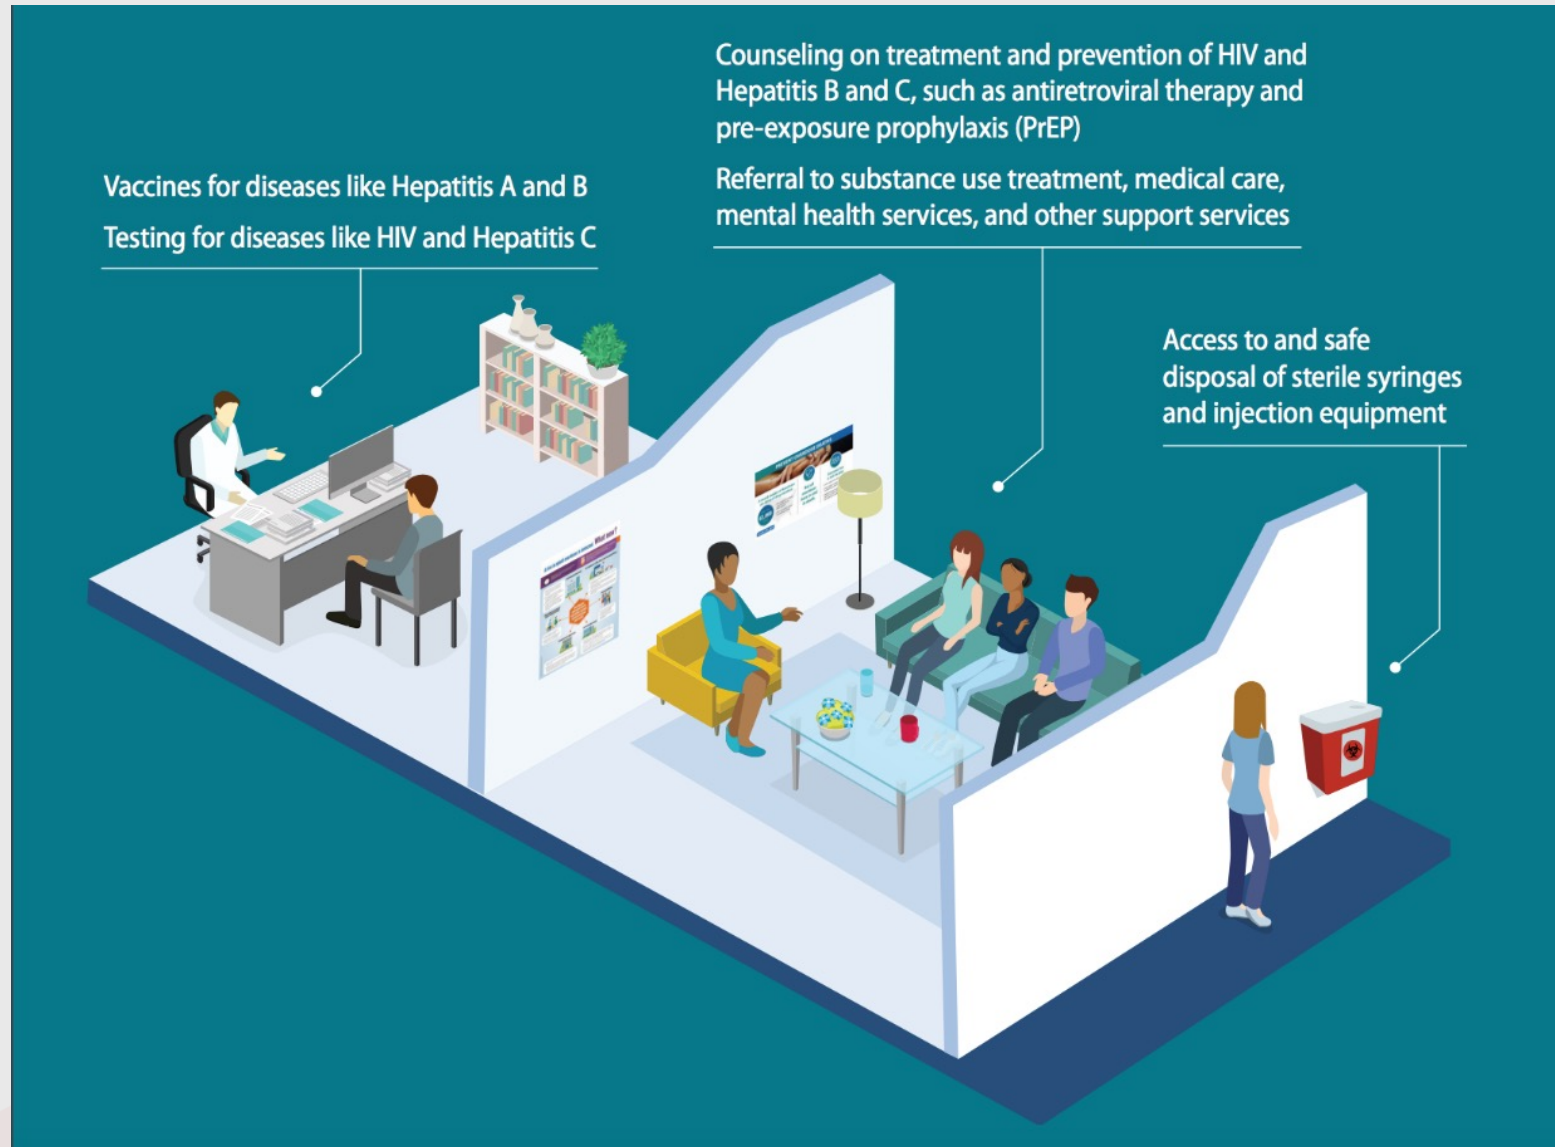 Vaccines for diseases like Hepatitis A and B
Testing for diseases like HIV and Hepatitis C
Counseling on treatment and prevention of HIV and
Hepatitis B and C, such as antiretroviral therapy and
pre-exposure prophylaxis (PrEP)
Referral to substance use treatment, medical care,
mental health services, and other support services
Access to and safe
disposal of sterile syringes
and injection equipment
What now?